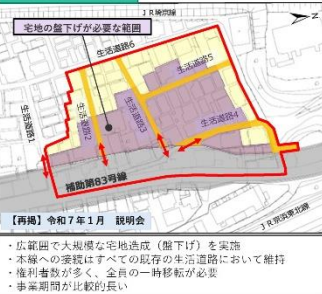 宅地の盤下げが必要な範囲
JR埼京線
生活道路6
生活道路5
生活道路1
生活道路2
生活道路3
生活道路4
補助第83号線
JR京浜東北線
【再掲】令和7年1月 説明会
・広範囲で大規模な宅地造成（盤下げ）を実施
・本線への接続はすべての既存の生活道路において維持
・権利者数が多く、全員の一時移転が必要
・事業期間が比較的長い